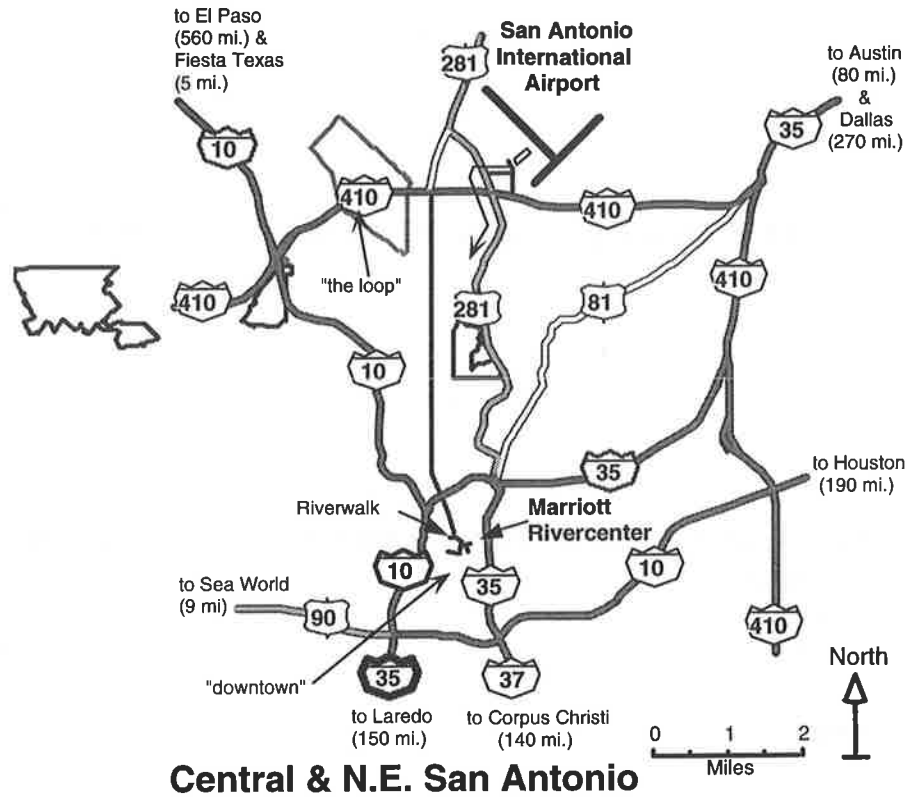 to El Paso
(560 mi.) &
Fiesta Texas
(5 mi.)
San Antonio
International
Airport
281
to Austin
(80 mi.)
&
Dallas
(270 mi.)
35
10
410
410
"the loop"
410
410
281
81
10
35
to Houston
(190 mi.)
Riverwalk
Marriott
Rivercenter
10
35
10
to Sea World
(9 mi)
90
410
"downtown"
35
37
North
to Laredo
(150 mi.)
to Corpus Christi
(140 mi.)
0 1 2
Miles
Central & N.E. San Antonio